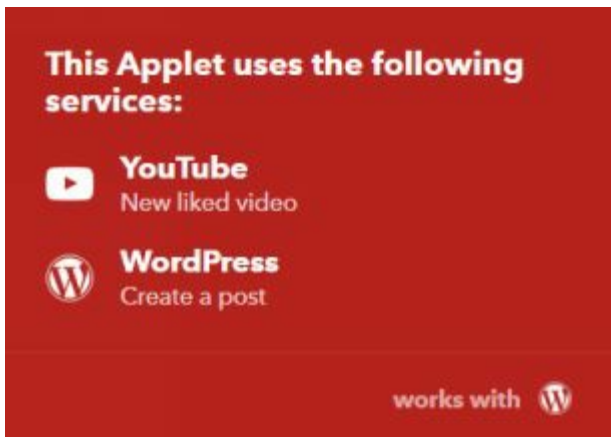 This Applet uses the following
services:
YouTube
New liked video
WordPress
Create a post
works with